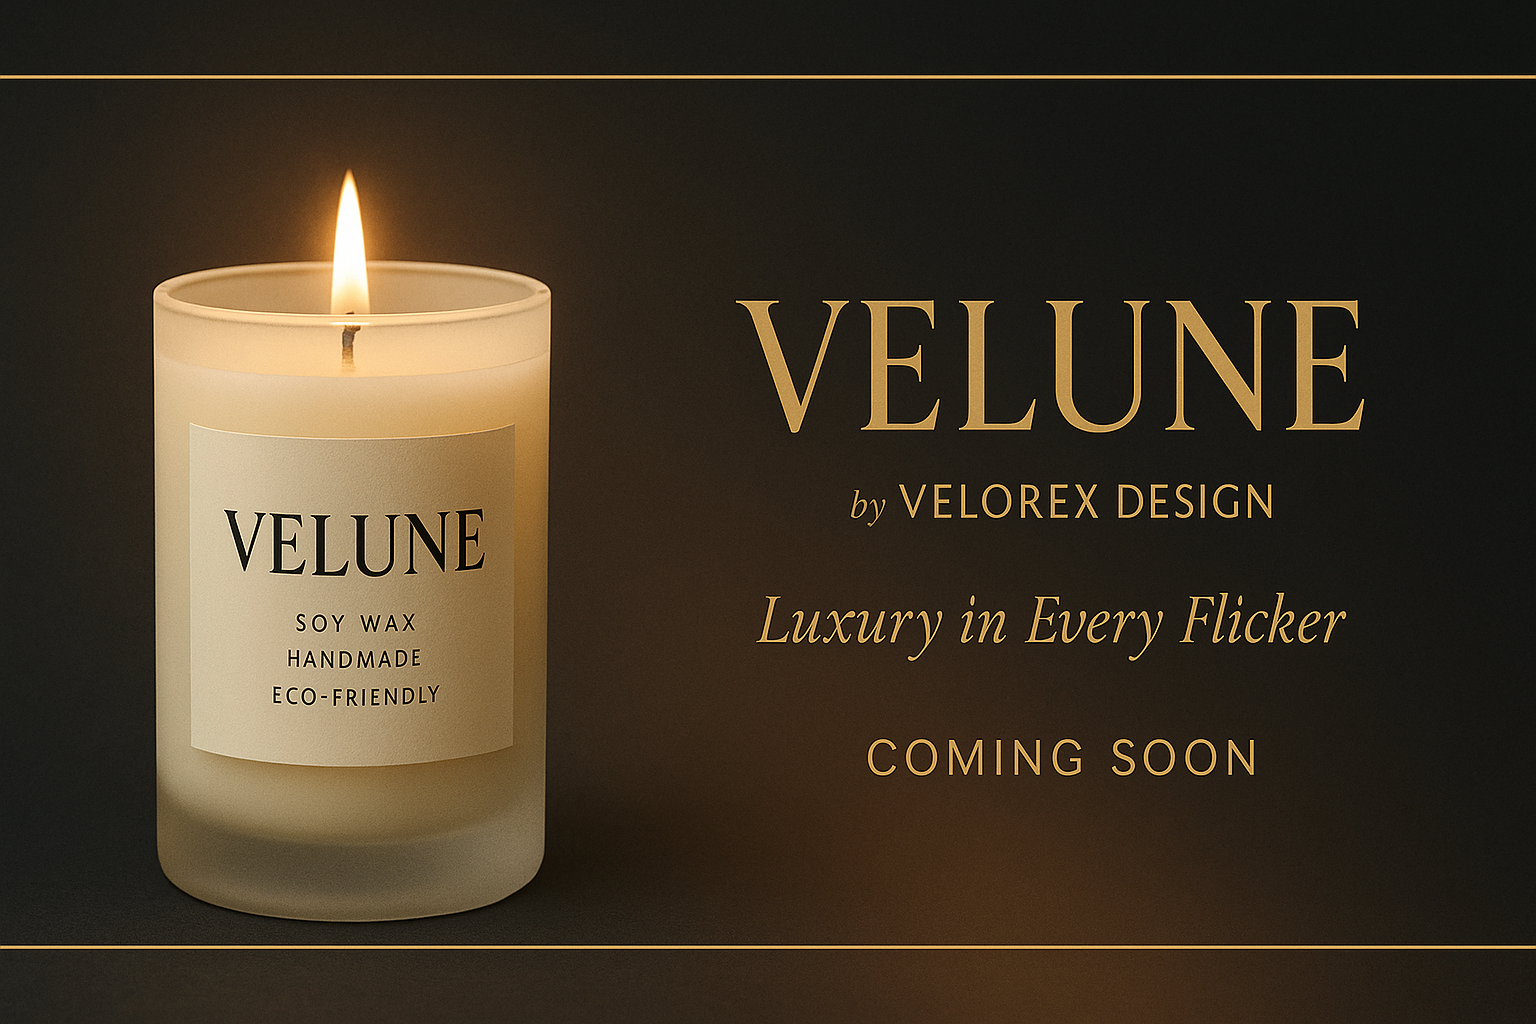 VELUNE
SOY WAX
HANDMADE
ECO-FRIENDLY
VELUNE
by VELOREX DESIGN
Luxury in Every Flicker
COMING SOON